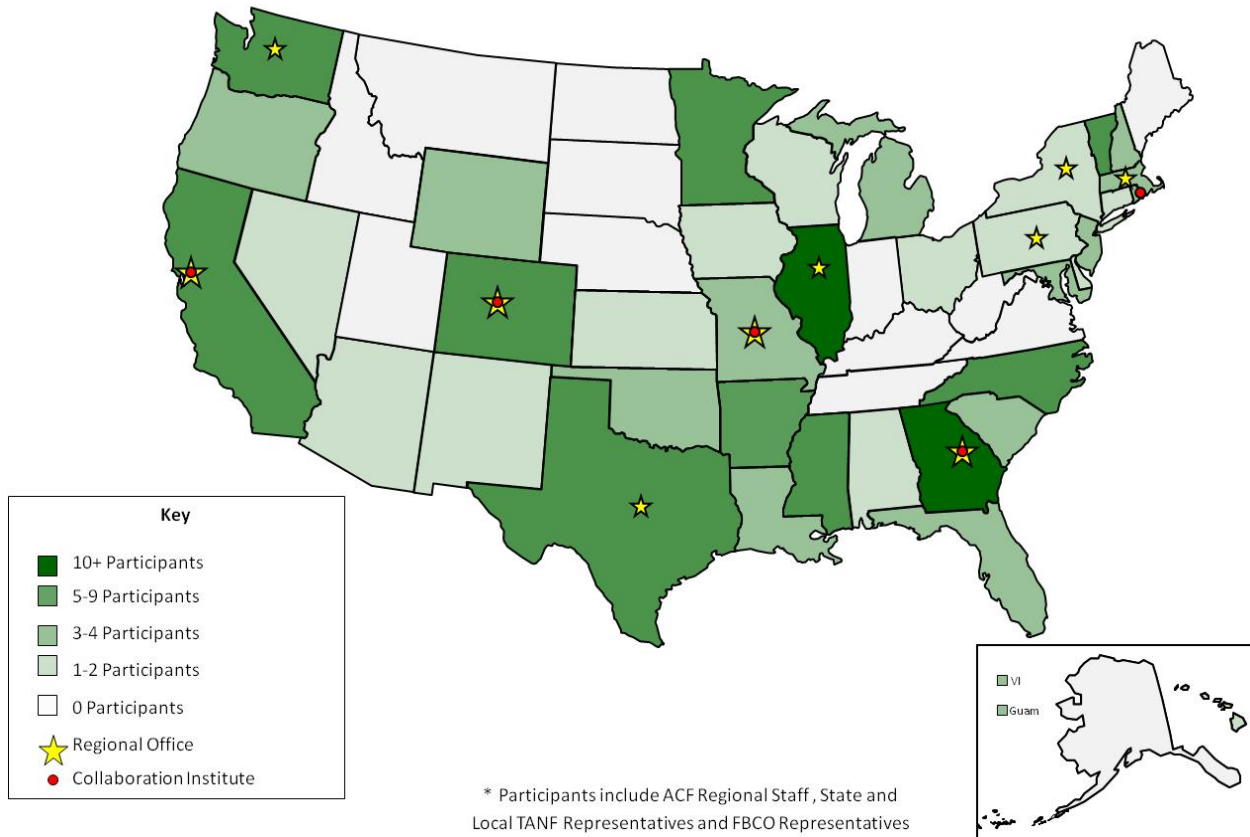 Key
10+ Participants
5-9 Participants
3-4 Participants
1-2 Participants
0 Participants
Regional Office
Collaboration Institute
VI
Guam
* Participants include ACF Regional Staff , State and
Local TANF Representatives and FBCO Representatives